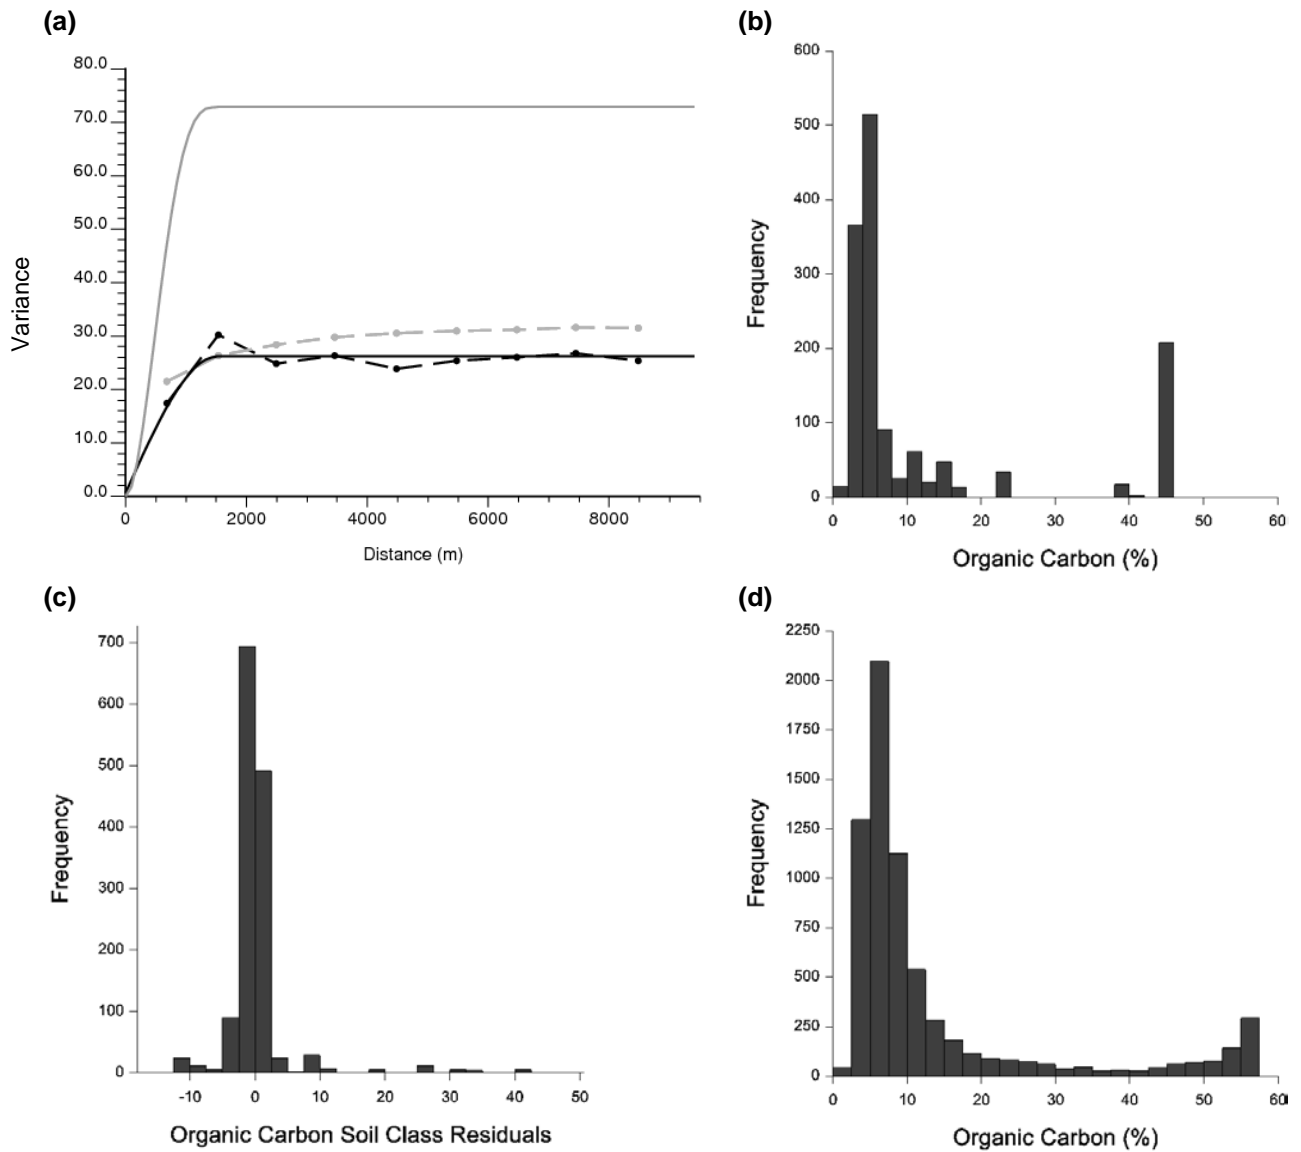 (a)
80.0
70.0
60.0
50.0
40.0
30.0
20.0
10.0
0.0
Variance
0 2000 4000 6000 8000
Distance (m)
(b)
600
500
400
300
200
100
0
Frequency
0 10 20 30 40 50 60
Organic Carbon (%)
(c)
700
600
500
400
300
200
100
0
Frequency
-10 0 10 20 30 40 50
Organic Carbon Soil Class Residuals
(d)
2250
2000
1750
1500
1250
1000
750
500
250
0
Frequency
0 10 20 30 40 50 60
Organic Carbon (%)